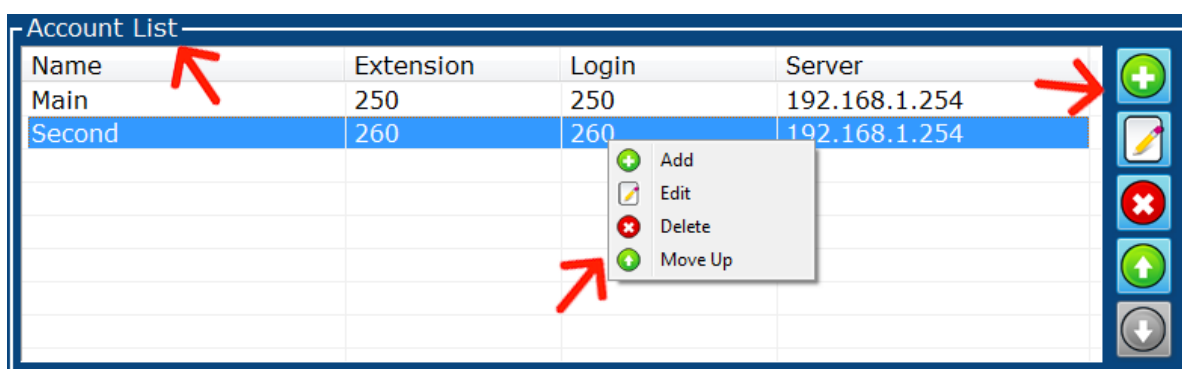 Account List
Name Extension Login Server
Main 250 250 192.168.1.254
Second 260 260 192.168.1.254
Add
Edit
Delete
Move Up